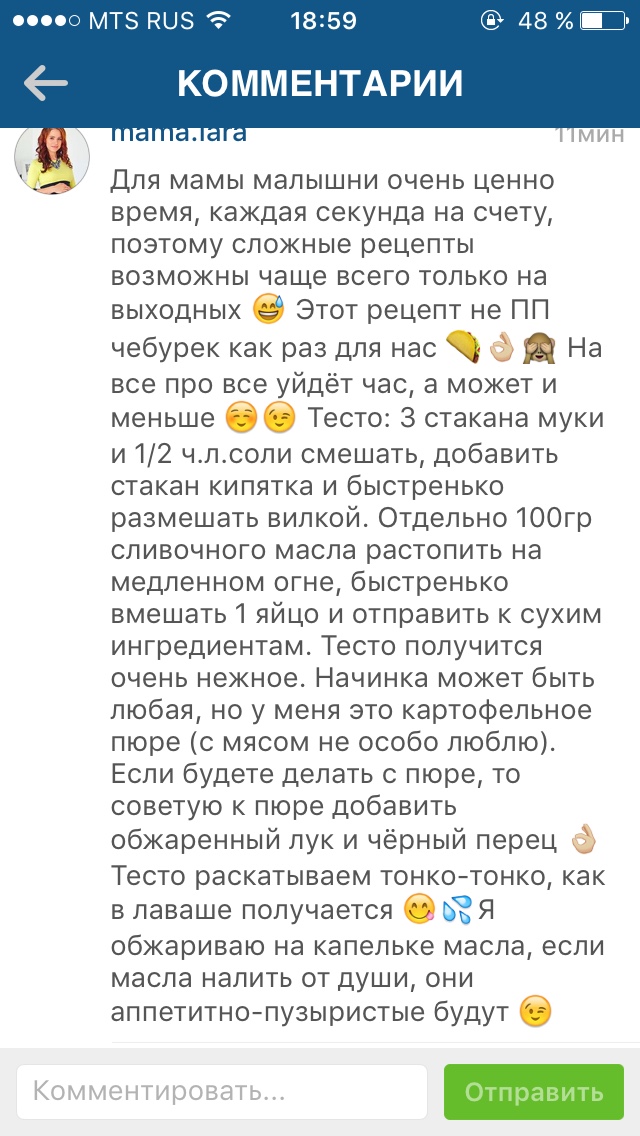 MTS RUS 18:59 48 %
КОММЕНТАРИИ
mama.lara 11мин
Для мамы малышни очень ценно
время, каждая секунда на счету,
поэтому сложные рецепты
возможны чаще всего только на
выходных 😅 Этот рецепт не ПП
чебурек как раз для нас 🌮👌🏼🙈 На
все про все уйдёт час, а может и
меньше ☺️😉 Тесто: 3 стакана муки
и 1/2 ч.л.соли смешать, добавить
стакан кипятка и быстренько
размешать вилкой. Отдельно 100гр
сливочного масла растопить на
медленном огне, быстренько
вмешать 1 яйцо и отправить к сухим
ингредиентам. Тесто получится
очень нежное. Начинка может быть
любая, но у меня это картофельное
пюре (с мясом не особо люблю).
Если будете делать с пюре, то
советую к пюре добавить
обжаренный лук и чёрный перец 👌🏼
Тесто раскатываем тонко-тонко, как
в лаваше получается 😋💦Я
обжариваю на капельке масла, если
масла налить от души, они
аппетитно-пузыристые будут 😉
Комментировать... Отправить